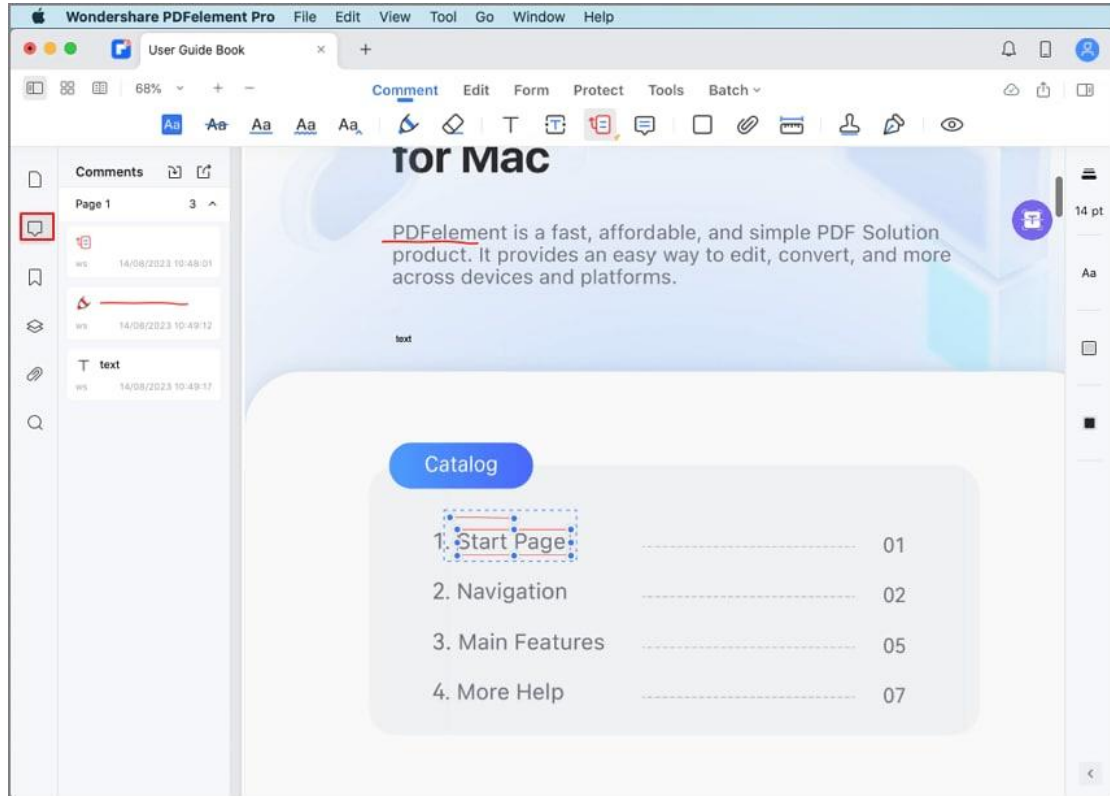 Wondershare PDFelement Pro File Edit View Tool Go Window Help
User Guide Book
68%
Comment Edit Form Protect Tools Batch
Aa Aa Aa Aa Aa T T
Comments
Page 1 3
ws 14/08/2023 10:48:01
ws 14/08/2023 10:49:12
T text
ws 14/08/2023 10:49:17
for Mac
PDFelement is a fast, affordable, and simple PDF Solution
product. It provides an easy way to edit, convert, and more
across devices and platforms.
text
Catalog
1. Start Page 01
2. Navigation 02
3. Main Features 05
4. More Help 07
14 pt
Aa